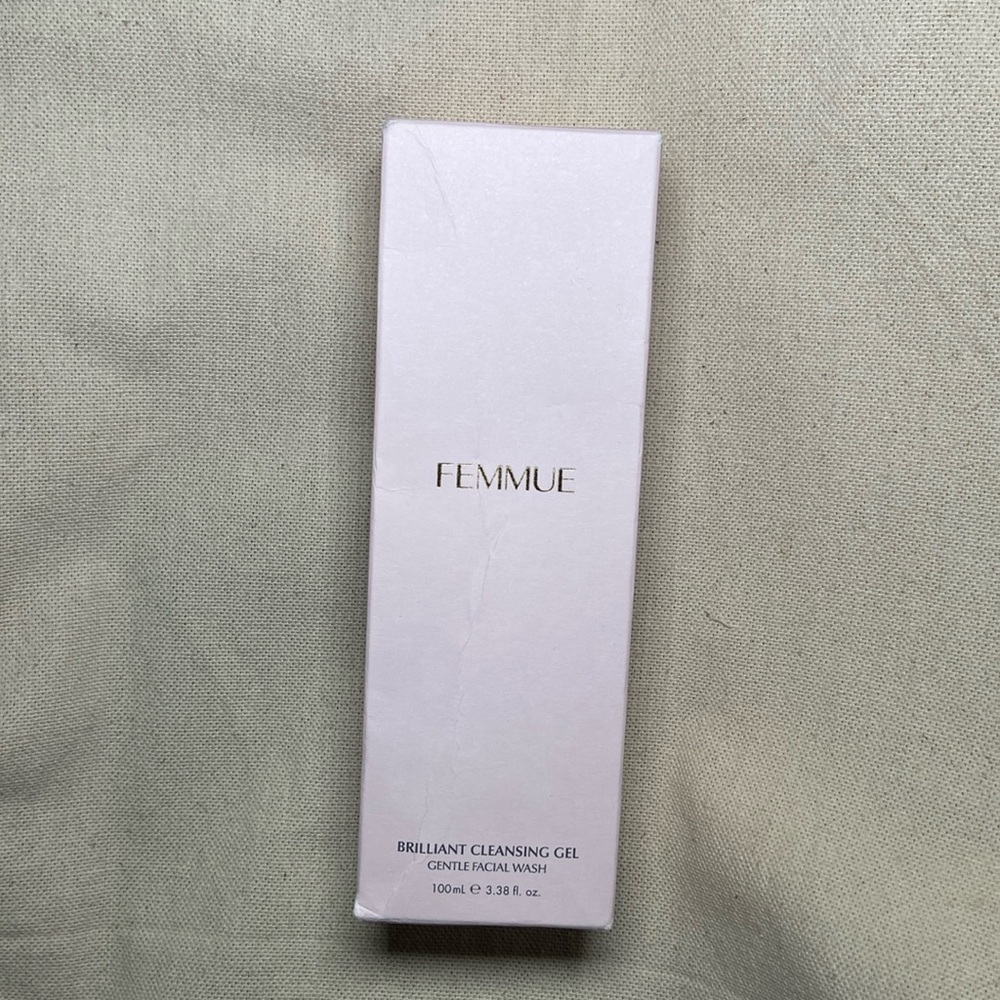 FEMMUE
BRILLIANT CLEANSING GEL
GENTLE FACIAL WASH
100mL ℮ 3.38 fl. oz.